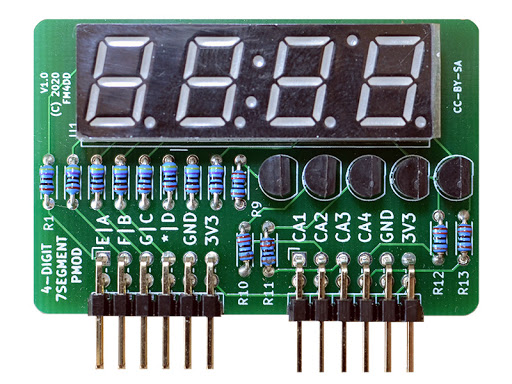 V1.0
(C) 2020
FM4DD
CC-BY-SA
U1
R1
R9
E|A
F|B
G|C
*|D
GND
3V3
CA1
CA2
CA3
CA4
GND
3V3
R10
R11
R12
R13
4-DIGIT
7SEGMENT
PMOD